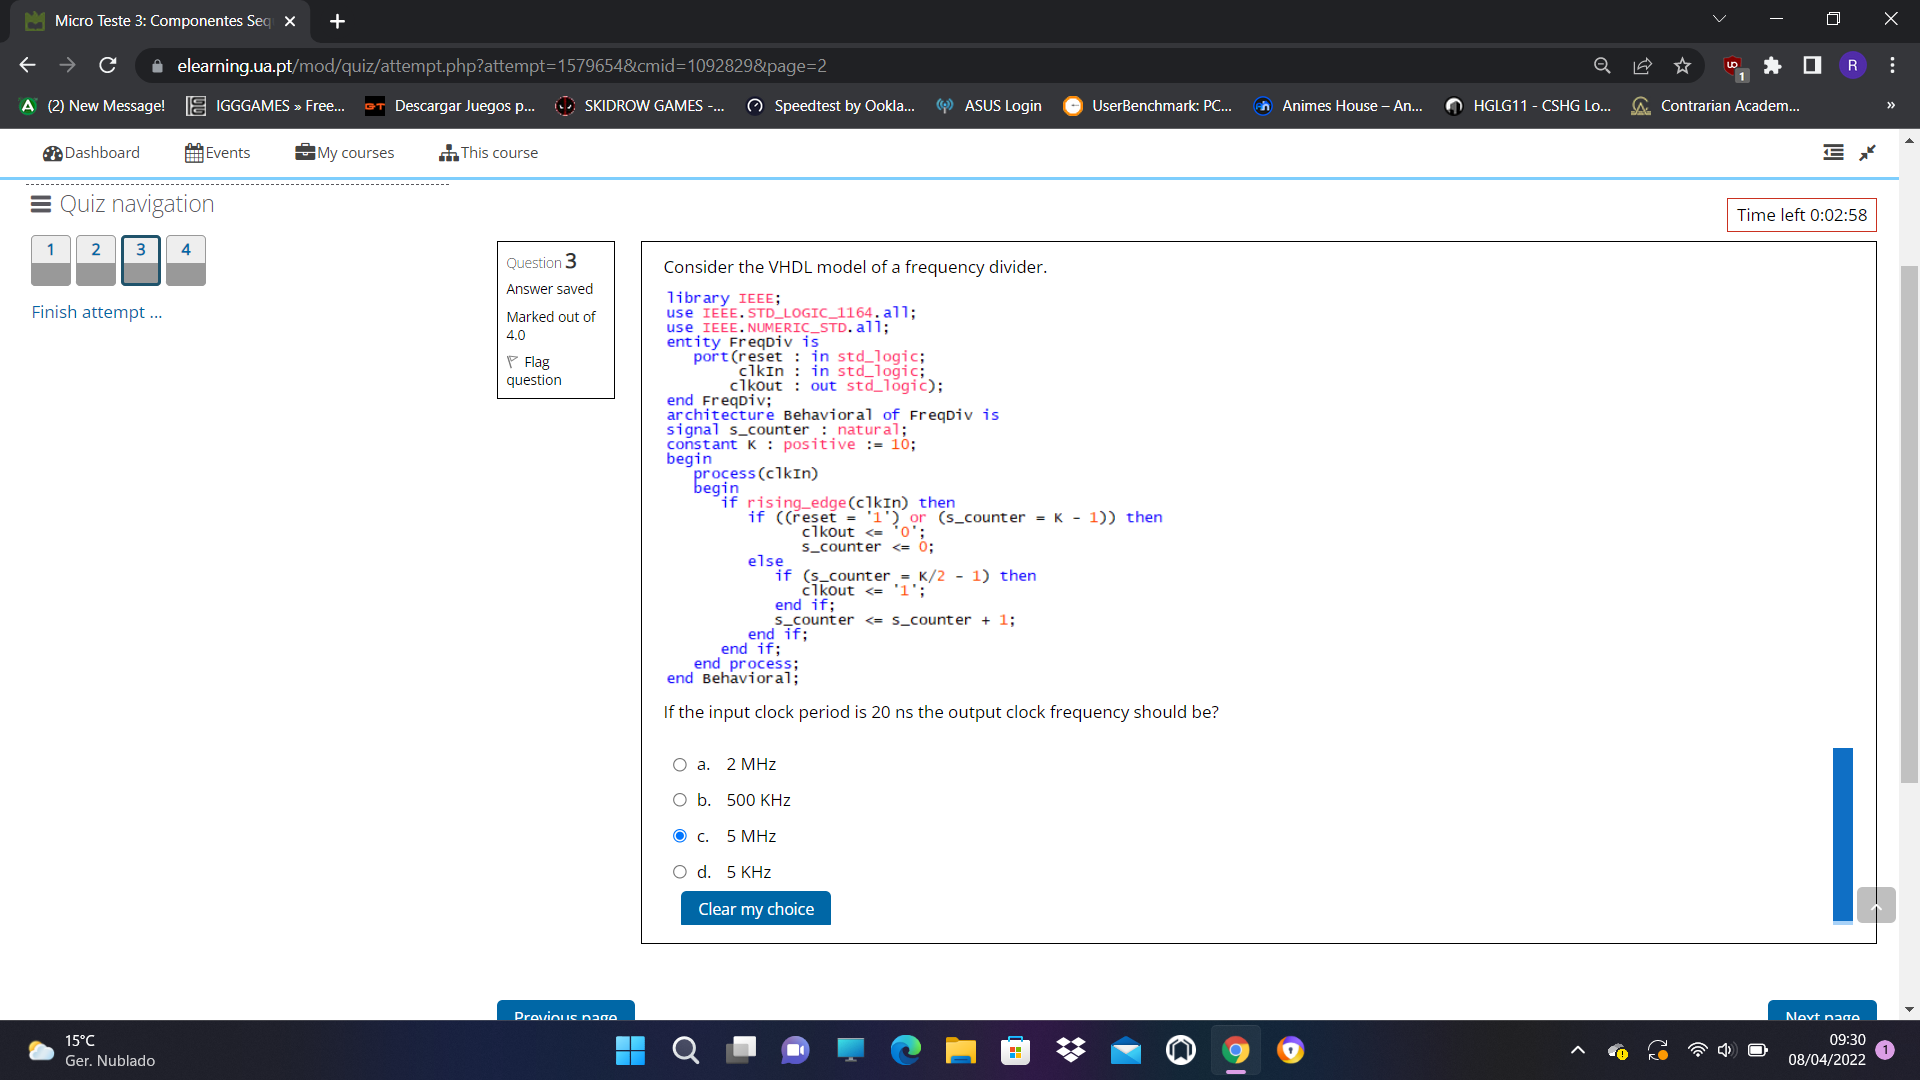 Micro Teste 3: Componentes Seq
elearning.ua.pt/mod/quiz/attempt.php?attempt=1579654&cmid=1092829&page=2
1
R
(2) New Message!
IGGGAMES » Free...
GT
Descargar Juegos p...
SKIDROW GAMES -...
Speedtest by Ookla...
ASUS Login
UserBenchmark: PC...
Animes House – An...
HGLG11 - CSHG Lo...
Contrarian Academ...
»
Dashboard
Events
My courses
This course
Quiz navigation
Time left 0:02:58
1 2 3 4
Finish attempt ...
Question 3
Answer saved
Marked out of
4.0
Flag
question
Consider the VHDL model of a frequency divider.
library IEEE;
use IEEE.STD_LOGIC_1164.all;
use IEEE.NUMERIC_STD.all;
entity FreqDiv is
port(reset : in std_logic;
clkIn : in std_logic;
clkOut : out std_logic);
end FreqDiv;
architecture Behavioral of FreqDiv is
signal s_counter : natural;
constant K : positive := 10;
begin
process(clkIn)
begin
if rising_edge(clkIn) then
if ((reset = '1') or (s_counter = K - 1)) then
clkOut <= '0';
s_counter <= 0;
else
if (s_counter = K/2 - 1) then
clkOut <= '1';
end if;
s_counter <= s_counter + 1;
end if;
end if;
end process;
end Behavioral;
If the input clock period is 20 ns the output clock frequency should be?
a. 2 MHz
b. 500 KHz
c. 5 MHz
d. 5 KHz
Clear my choice
Previous page
Next page
15°C
Ger. Nublado
09:30
08/04/2022
1